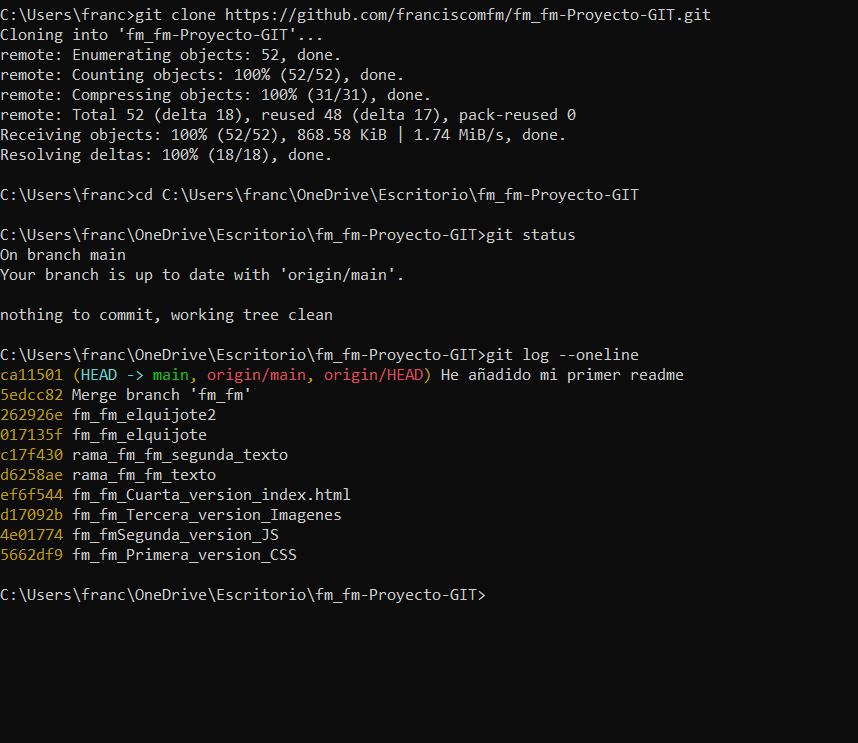 C:\Users\franc>git clone https://github.com/franciscomfm/fm_fm-Proyecto-GIT.git
Cloning into 'fm_fm-Proyecto-GIT'...
remote: Enumerating objects: 52, done.
remote: Counting objects: 100% (52/52), done.
remote: Compressing objects: 100% (31/31), done.
remote: Total 52 (delta 18), reused 48 (delta 17), pack-reused 0
Receiving objects: 100% (52/52), 868.58 KiB | 1.74 MiB/s, done.
Resolving deltas: 100% (18/18), done.
C:\Users\franc>cd C:\Users\franc\OneDrive\Escritorio\fm_fm-Proyecto-GIT
C:\Users\franc\OneDrive\Escritorio\fm_fm-Proyecto-GIT>git status
On branch main
Your branch is up to date with 'origin/main'.
nothing to commit, working tree clean
C:\Users\franc\OneDrive\Escritorio\fm_fm-Proyecto-GIT>git log --oneline
ca11501 (HEAD -> main, origin/main, origin/HEAD) He añadido mi primer readme
5edcc82 Merge branch 'fm_fm'
262926e fm_fm_elquijote2
017135f fm_fm_elquijote
c17f430 rama_fm_fm_segunda_texto
d6258ae rama_fm_fm_texto
ef6f544 fm_fm_Cuarta_version_index.html
d17092b fm_fm_Tercera_version_Imagenes
4e01774 fm_fmSegunda_version_JS
5662df9 fm_fm_Primera_version_CSS
C:\Users\franc\OneDrive\Escritorio\fm_fm-Proyecto-GIT>